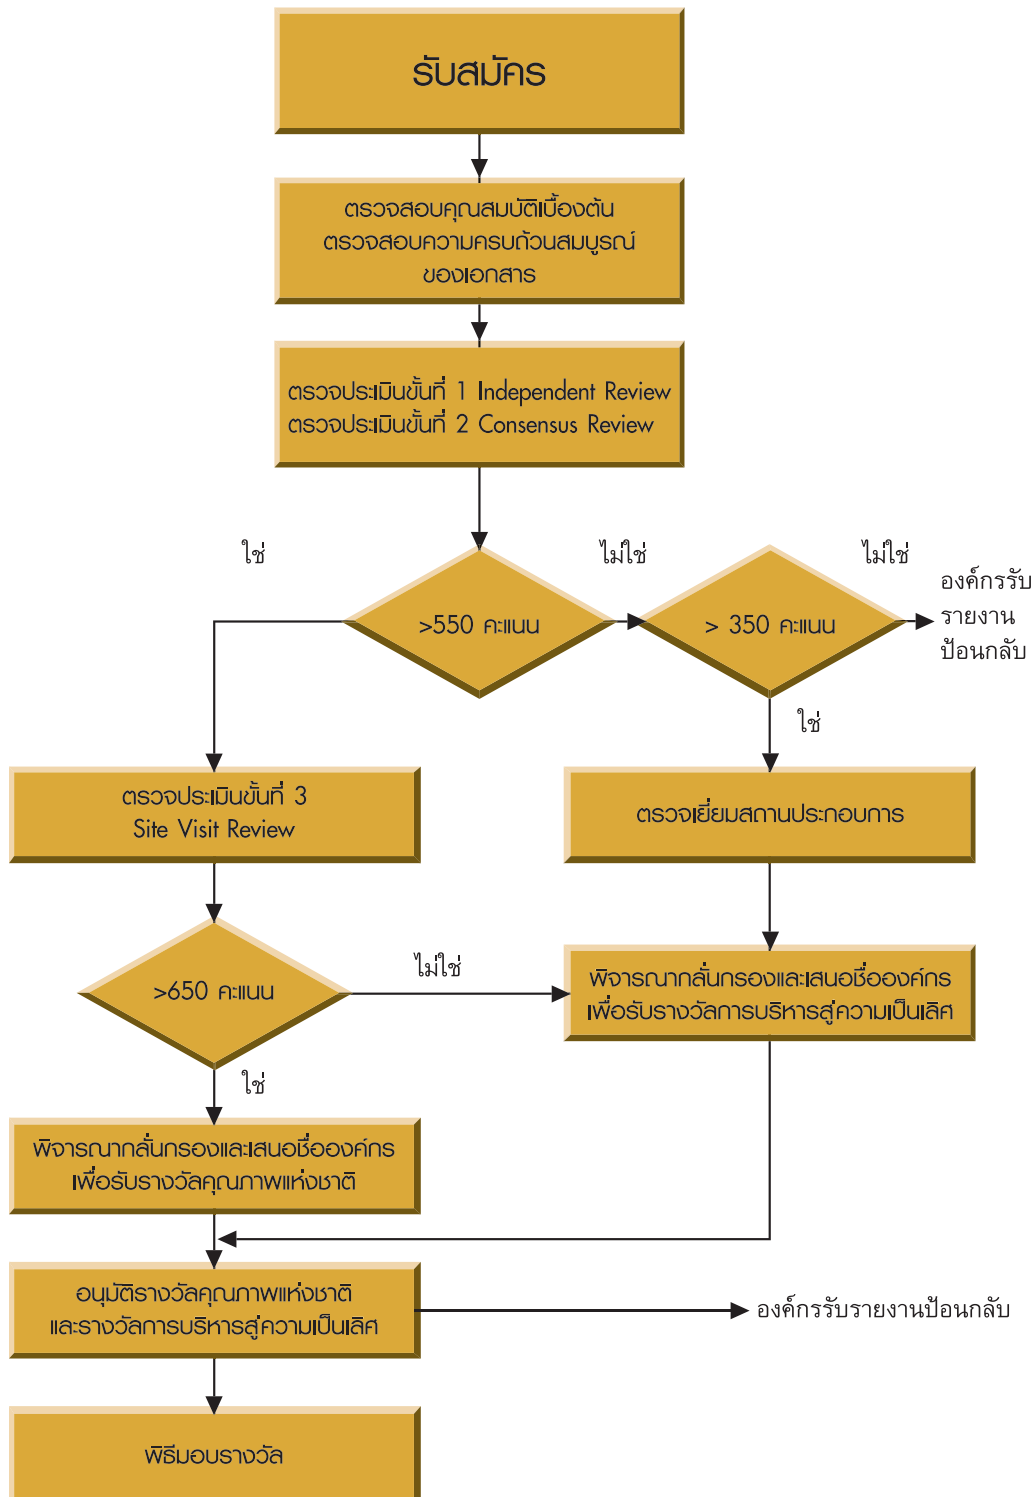 รับสมัคร
ตรวจสอบคุณสมบัติเบื้องต้น
ตรวจสอบความครบถ้วนสมบูรณ์
ของเอกสาร
ตรวจประเมินขั้นที่ 1 Independent Review
ตรวจประเมินขั้นที่ 2 Consensus Review
ใช่
ไม่ใช่
ไม่ใช่
>550 คะแนน
> 350 คะแนน
องค์กรรับ
รายงาน
ป้อนกลับ
ใช่
ตรวจประเมินขั้นที่ 3
Site Visit Review
ตรวจเยี่ยมสถานประกอบการ
>650 คะแนน
ไม่ใช่
พิจารณากลั่นกรองและเสนอชื่อองค์กร
เพื่อรับรางวัลการบริหารสู่ความเป็นเลิศ
ใช่
พิจารณากลั่นกรองและเสนอชื่อองค์กร
เพื่อรับรางวัลคุณภาพแห่งชาติ
อนุมัติรางวัลคุณภาพแห่งชาติ
และรางวัลการบริหารสู่ความเป็นเลิศ
องค์กรรับรายงานป้อนกลับ
พิธีมอบรางวัล